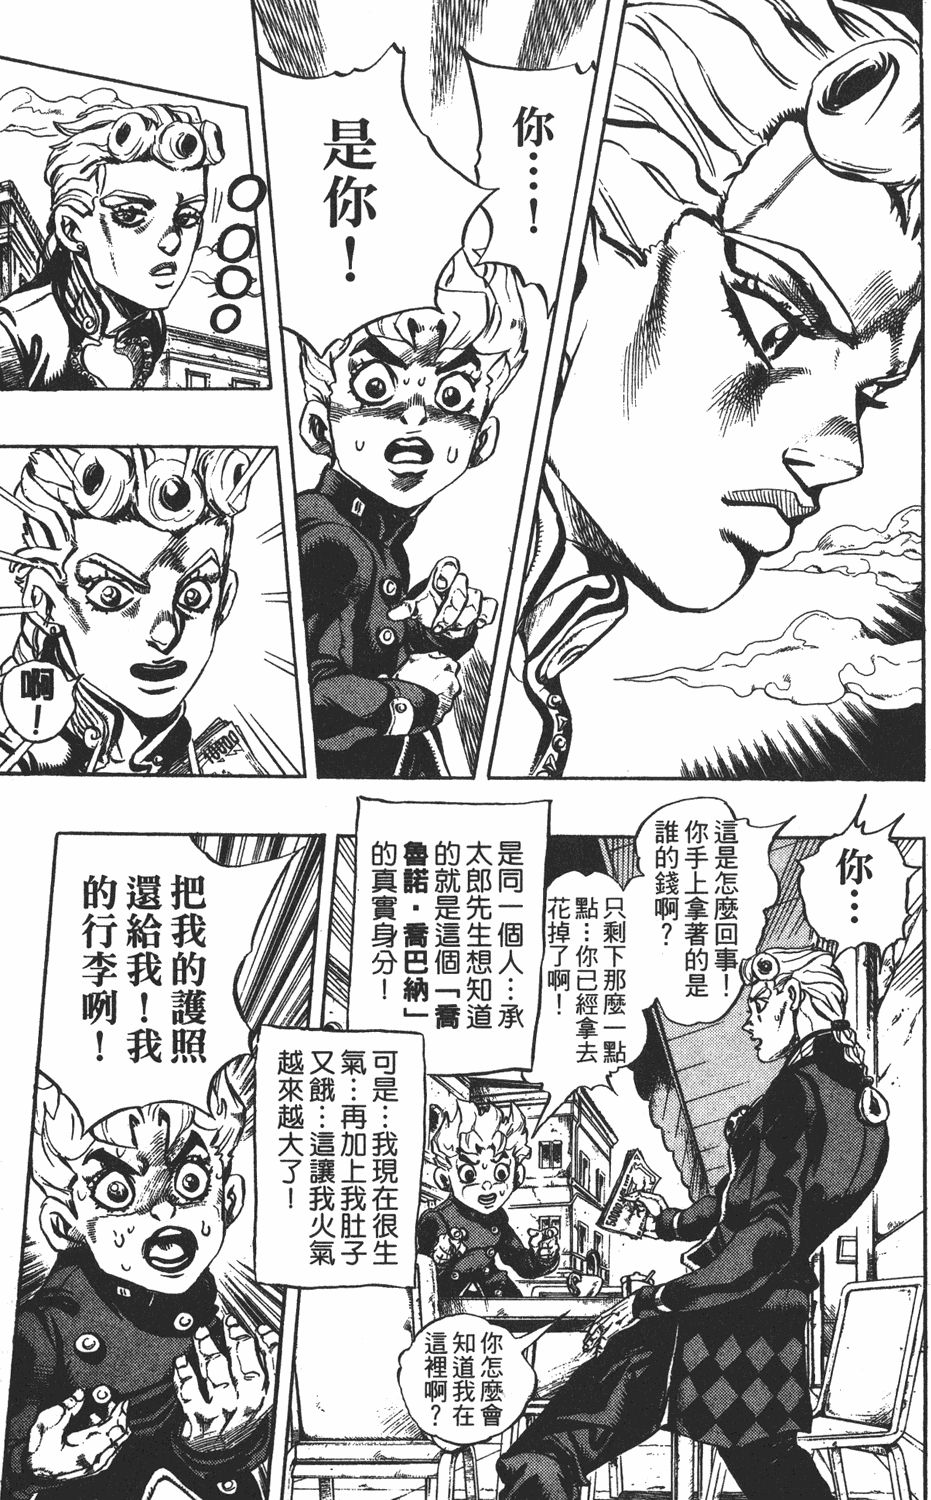 你…！
是你！
啊！
你…
這是怎麼回事！
你手上拿著的是
誰的錢啊？
只剩下那麼一點
點…你已經拿去
花掉了啊！
你怎麼會
知道我在
這裡啊？
是同一個人…承
太郎先生想知道
的就是這個「喬
魯諾·喬巴納」
的真實身分！
可是…我現在很生
氣…再加上我肚子
又餓…這讓我火氣
越來越大了！
把我的護照
還給我！我
的行李咧！